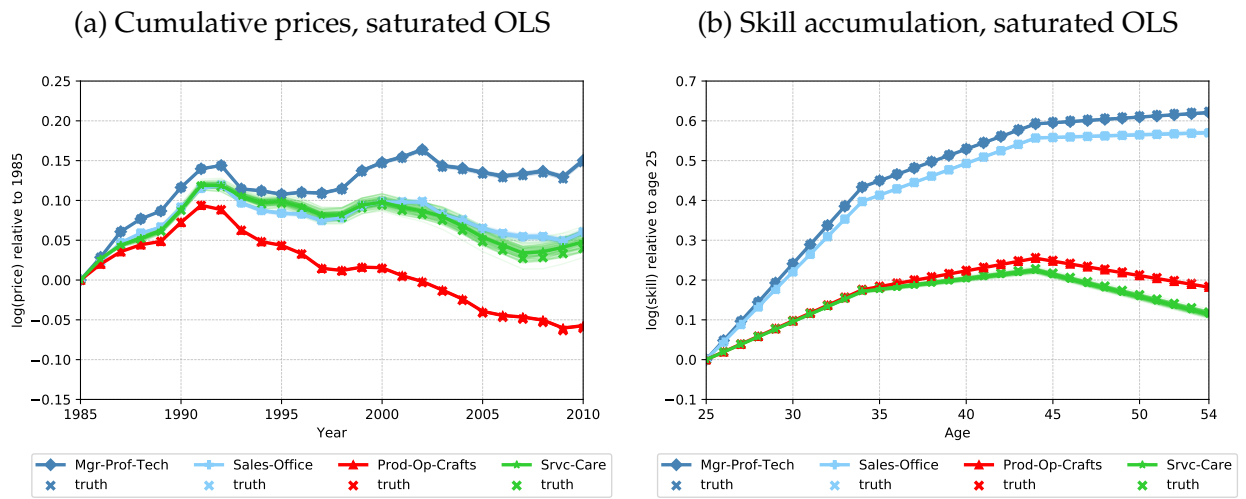 (a) Cumulative prices, saturated OLS
0.25
0.20
0.15
0.10
0.05
0.00
−0.05
−0.10
−0.15
log(price) relative to 1985
1985
1990
1995
2000
2005
2010
Year
Mgr-Prof-Tech
Sales-Office
Prod-Op-Crafts
Srvc-Care
truth
truth
truth
truth
(b) Skill accumulation, saturated OLS
0.7
0.6
0.5
0.4
0.3
0.2
0.1
0.0
−0.1
log(skill) relative to age 25
25
30
35
40
45
50
54
Age
Mgr-Prof-Tech
Sales-Office
Prod-Op-Crafts
Srvc-Care
truth
truth
truth
truth